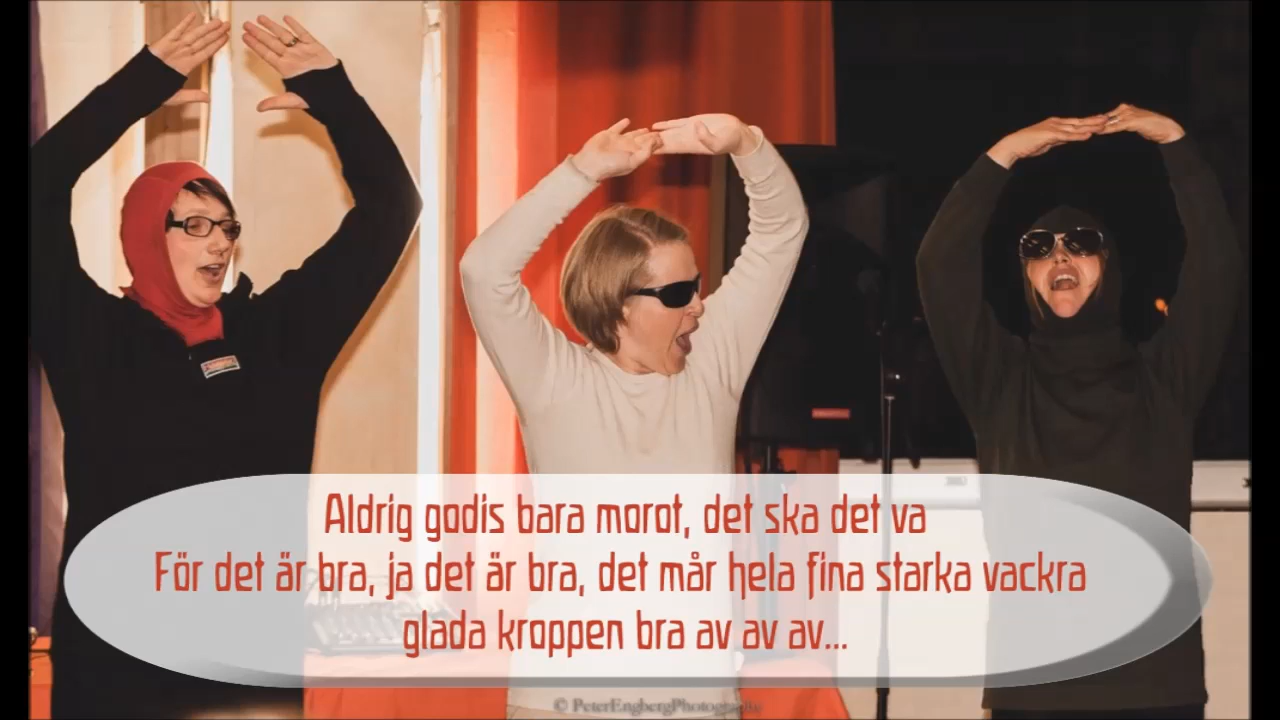 Aldrig godis bara morot, det ska det va
För det är bra, ja det är bra, det mår hela fina starka vackra
glada kroppen bra av av av...
© PeterEngbergPhotography